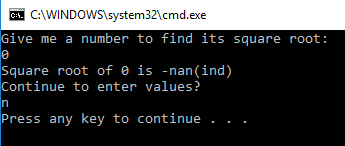 C:\WINDOWS\system32\cmd.exe
Give me a number to find its square root:
0
Square root of 0 is -nan(ind)
Continue to enter values?
n
Press any key to continue . . .